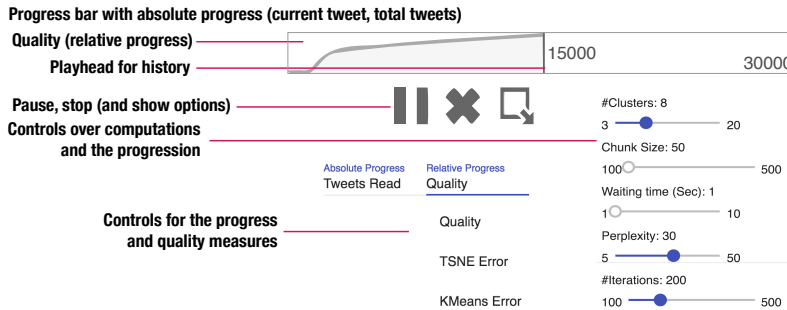 Progress bar with absolute progress (current tweet, total tweets)
Quality (relative progress)
Playhead for history
15000
30000
Pause, stop (and show options)
Controls over computations
and the progression
#Clusters: 8
3
20
Chunk Size: 50
100
500
Waiting time (Sec): 1
1
10
Perplexity: 30
5
50
#Iterations: 200
100
500
Absolute Progress
Tweets Read
Relative Progress
Quality
Controls for the progress
and quality measures
Quality
TSNE Error
KMeans Error